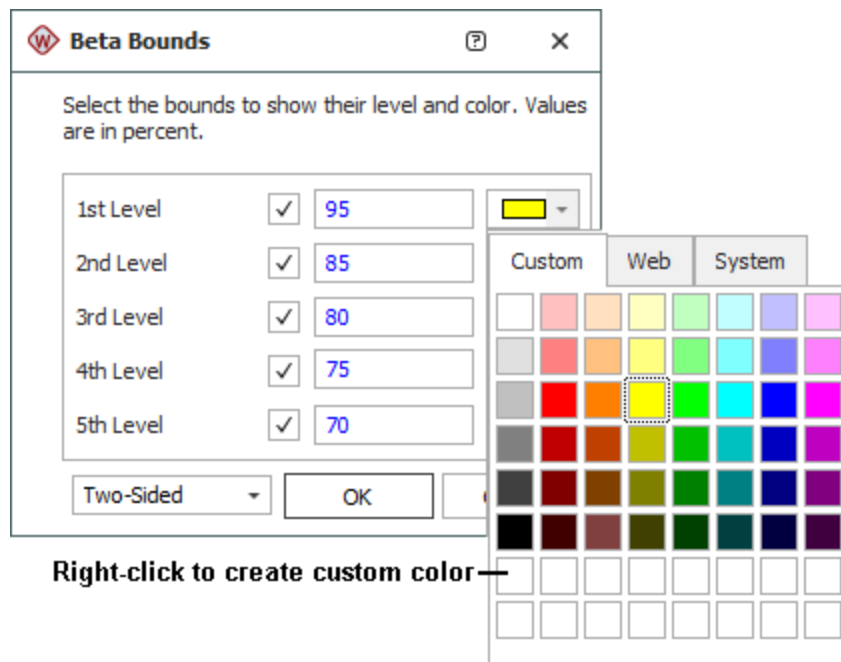 W Beta Bounds ?
Select the bounds to show their level and color. Values
are in percent.
1st Level 95
2nd Level 85
3rd Level 80
4th Level 75
5th Level 70
Custom Web System
Two-Sided OK
Right-click to create custom color